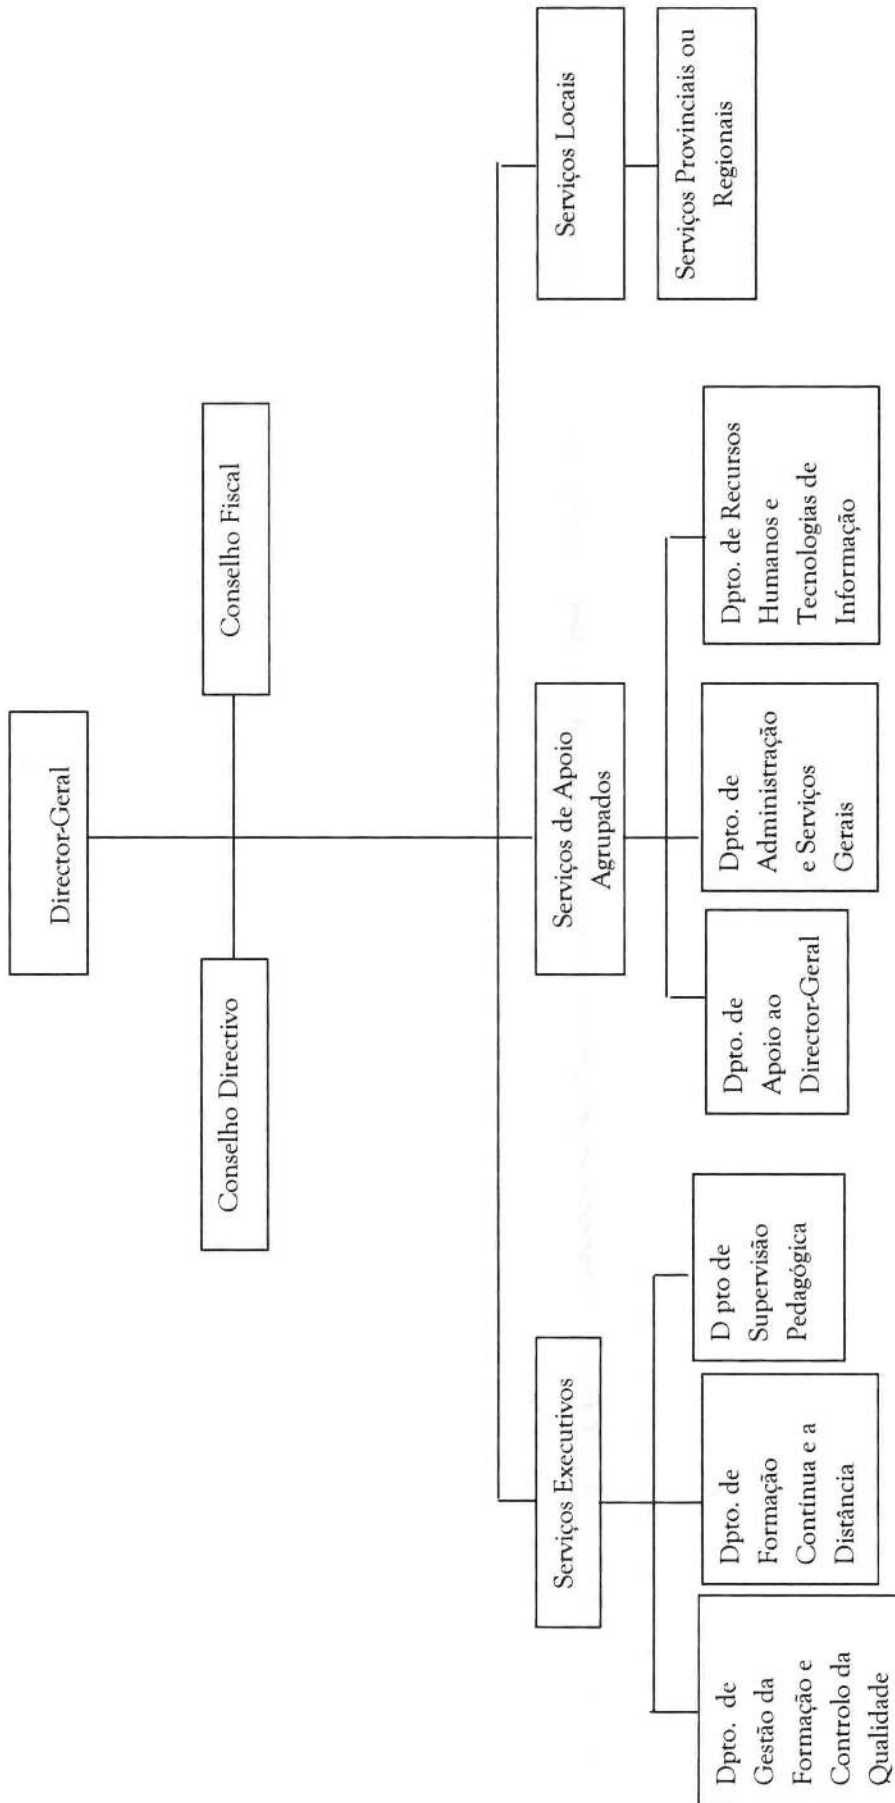 Director-Geral
Conselho Directivo
Conselho Fiscal
Serviços Executivos
Serviços de Apoio
Agrupados
Serviços Locais
Serviços Provinciais ou
Regionais
Dpto. de
Gestão da
Formação e
Controlo da
Qualidade
Dpto. de
Formação
Contínua e a
Distância
D pto de
Supervisão
Pedagógica
Dpto. de
Apoio ao
Director-Geral
Dpto. de
Administração
e Serviços
Gerais
Dpto. de Recursos
Humanos e
Tecnologias de
Informação